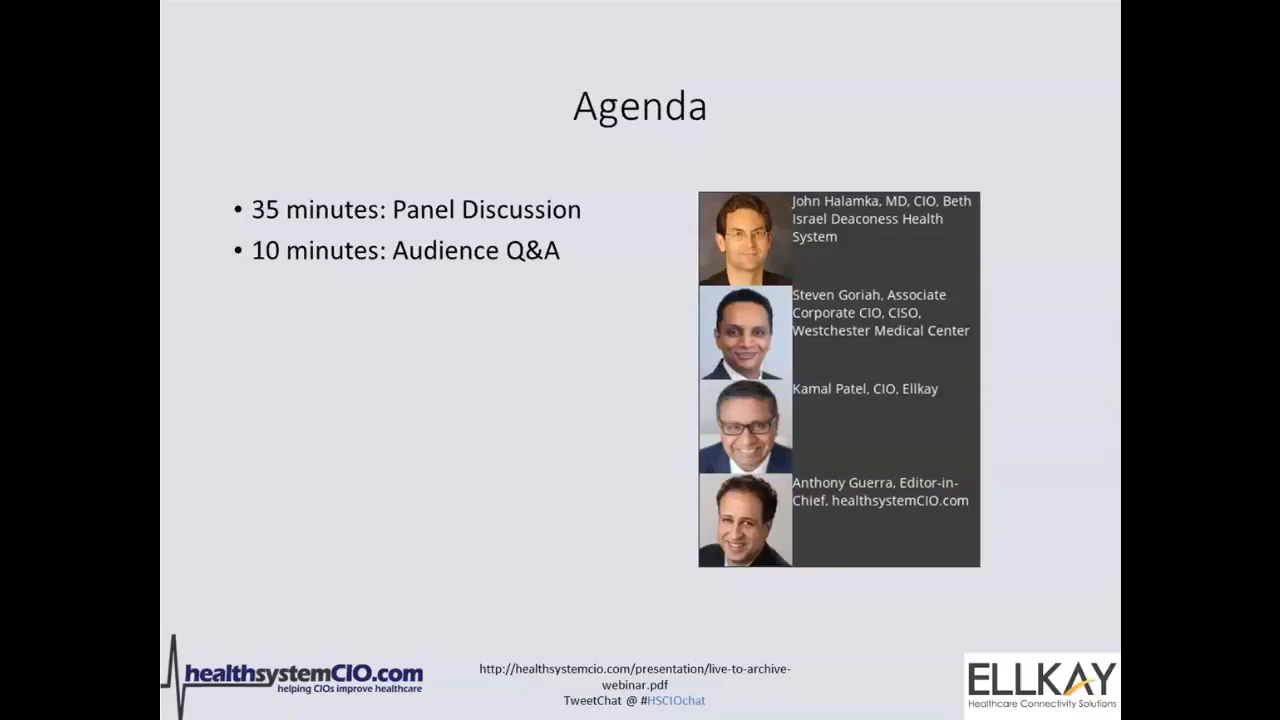 Agenda
• 35 minutes: Panel Discussion
• 10 minutes: Audience Q&A
John Halamka, MD, CIO, Beth
Israel Deaconess Health
System
Steven Goriah, Associate
Corporate CIO, CISO,
Westchester Medical Center
Kamal Patel, CIO, Ellkay
Anthony Guerra, Editor-in-
Chief, healthsystemCIO.com
healthsystemCIO.com
helping CIOs improve healthcare
http://healthsystemcio.com/presentation/live-to-archive-
webinar.pdf
TweetChat @ #HSCIOchat
ELLKAY
Healthcare Connectivity Solutions